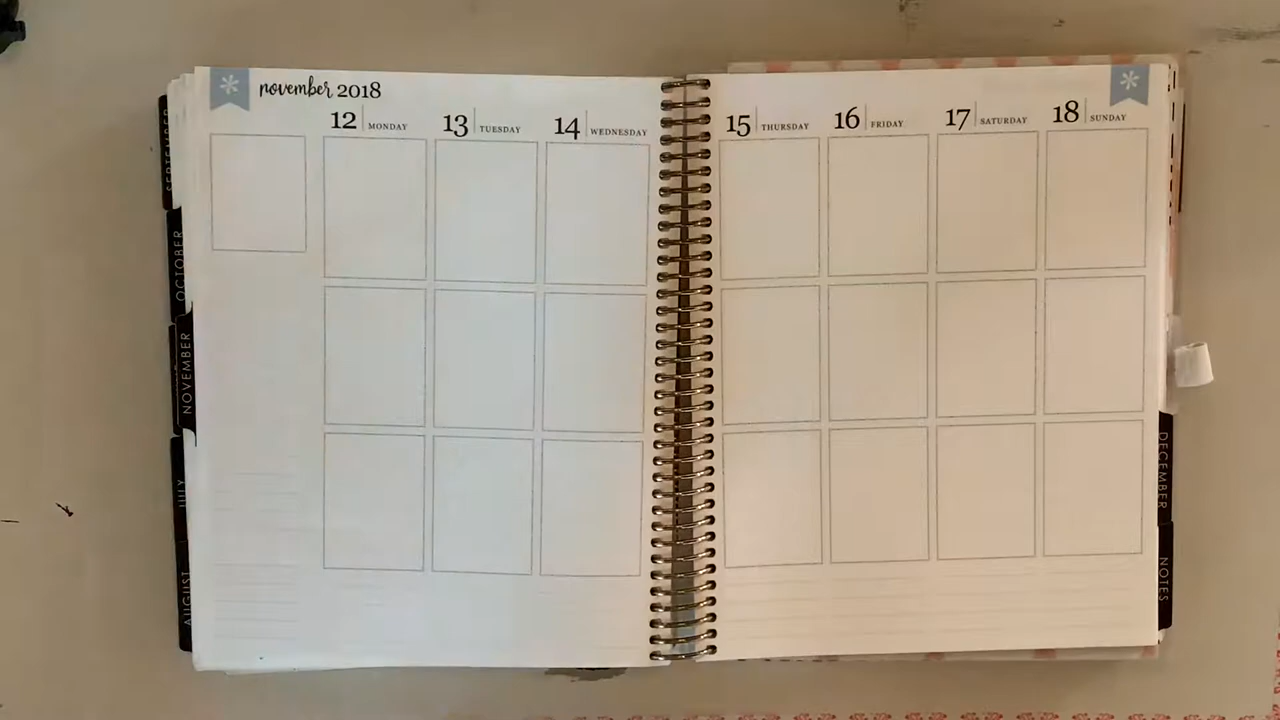 november 2018
12 MONDAY
13 TUESDAY
14 WEDNESDAY
15 THURSDAY
16 FRIDAY
17 SATURDAY
18 SUNDAY
SEPTEMBER
OCTOBER
NOVEMBER
JULY
AUGUST
DECEMBER
NOTES